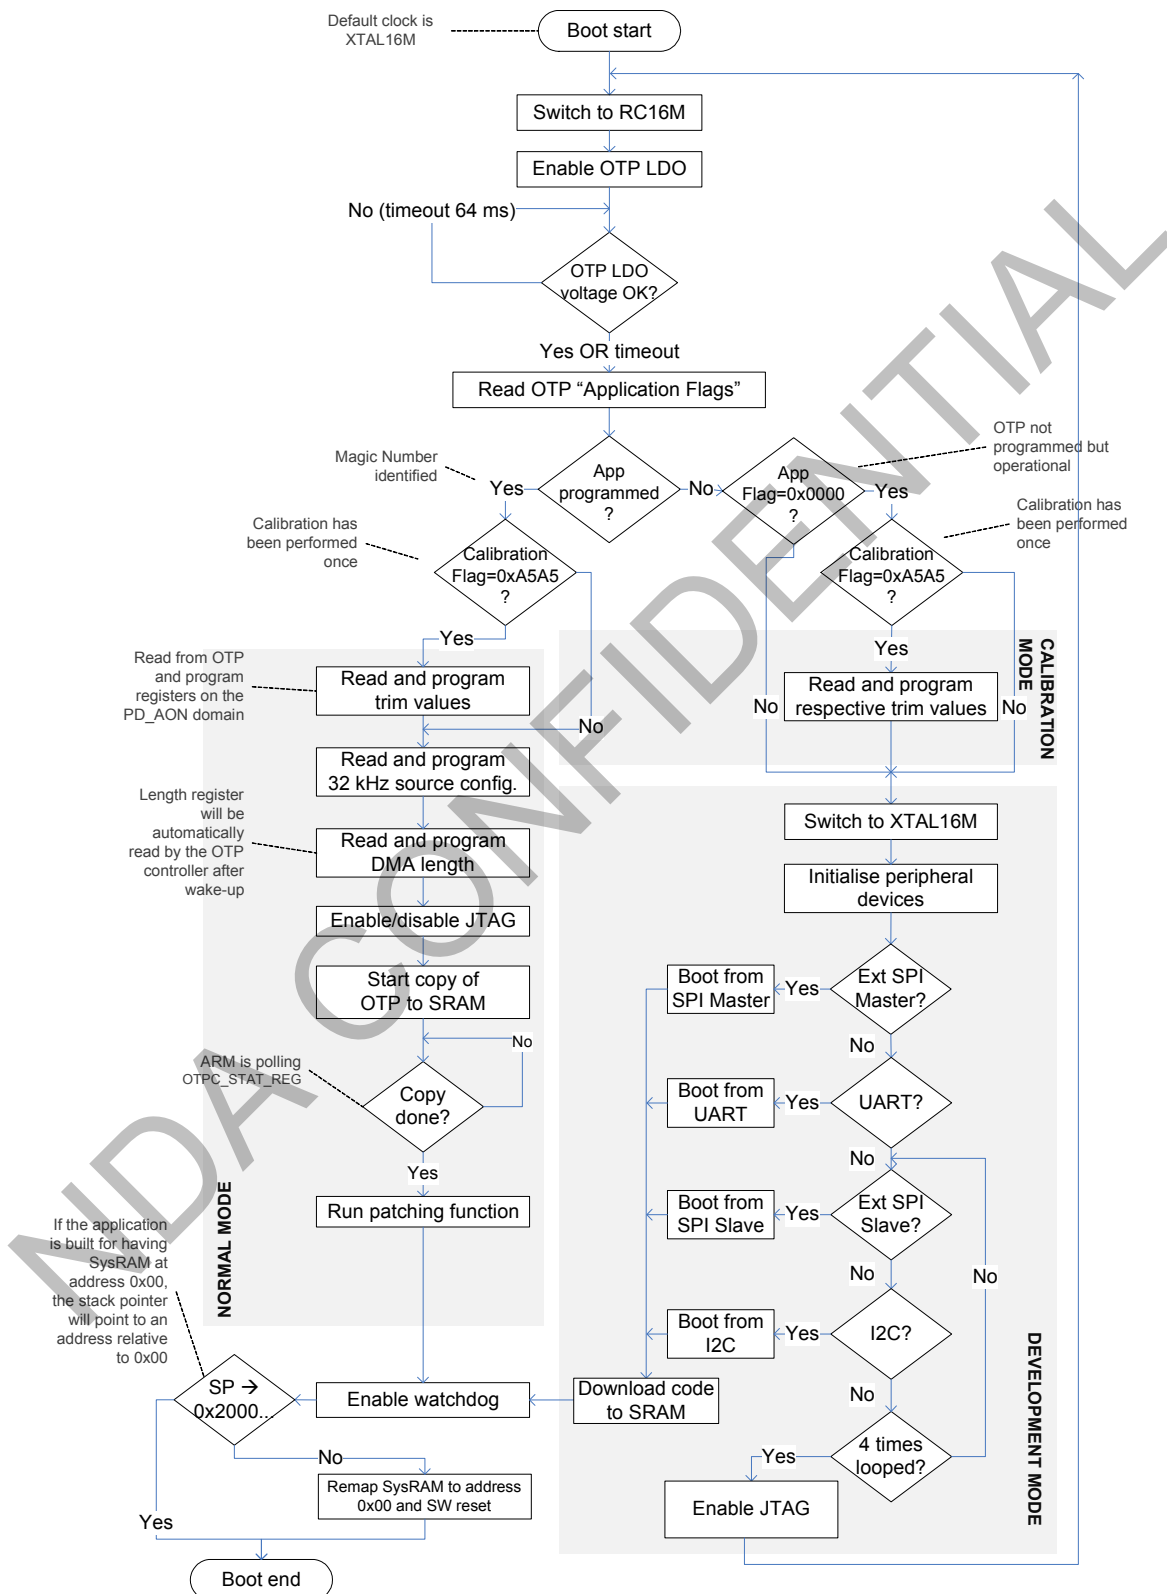 Default clock is
XTAL16M
Boot start
Switch to RC16M
Enable OTP LDO
No (timeout 64 ms)
OTP LDO
voltage OK?
Yes OR timeout
Read OTP “Application Flags”
Magic Number
identified
Yes
App
programmed
?
No
App
Flag=0x0000
?
Yes
OTP not
programmed but
operational
Calibration has
been performed
once
Calibration
Flag=0xA5A5
?
Calibration
Flag=0xA5A5
?
Calibration has
been performed
once
Yes
No
Yes
No
No
CALIBRATION
MODE
Read from OTP
and program
registers on the
PD_AON domain
Read and program
trim values
Read and program
respective trim values
Read and program
32 kHz source config.
Length register
will be
automatically
read by the OTP
controller after
wake-up
Read and program
DMA length
Enable/disable JTAG
Start copy of
OTP to SRAM
No
ARM is polling
OTPC_STAT_REG
Copy
done?
Yes
Run patching function
NORMAL MODE
Switch to XTAL16M
Initialise peripheral
devices
Boot from
SPI Master
Yes
Ext SPI
Master?
No
Boot from
UART
Yes
UART?
No
Boot from
SPI Slave
Yes
Ext SPI
Slave?
No
No
Boot from
I2C
Yes
I2C?
No
Download code
to SRAM
4 times
looped?
Yes
Enable JTAG
DEVELOPMENT MODE
If the application
is built for having
SysRAM at
address 0x00,
the stack pointer
will point to an
address relative
to 0x00
SP →
0x2000...
Enable watchdog
No
Remap SysRAM to address
0x00 and SW reset
Yes
Boot end
NDA CONFIDENTIAL